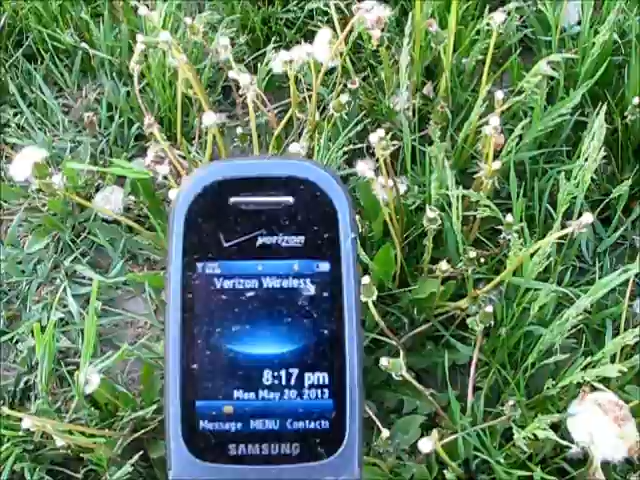 verizon
Verizon Wireless
8:17 pm
Mon May 20, 2013
Message MENU Contacts
SAMSUNG